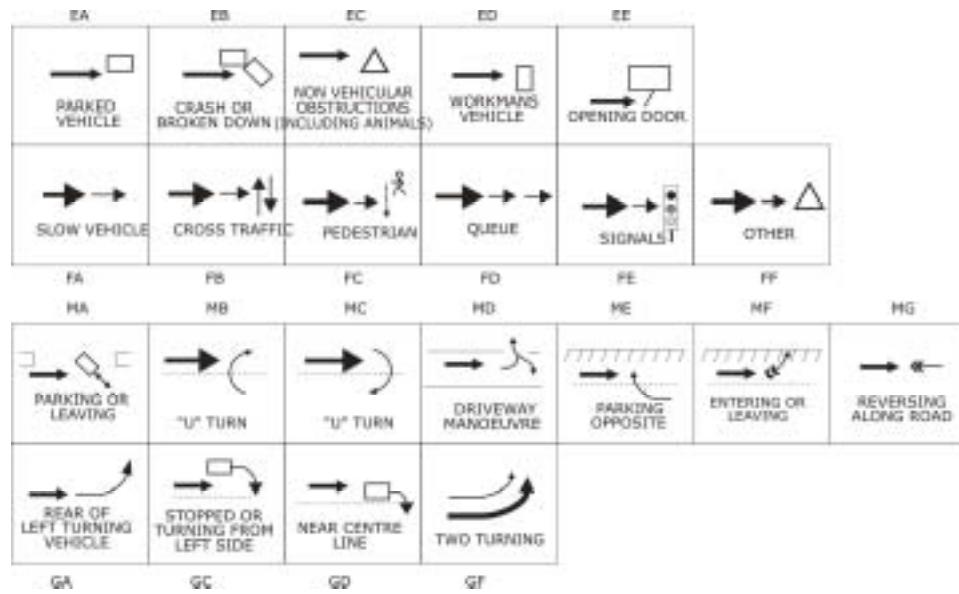 EA EB EC ED EE
PARKED
VEHICLE
CRASH OR
BROKEN DOWN
NON VEHICULAR
OBSTRUCTIONS
(INCLUDING ANIMALS)
WORKMANS
VEHICLE
OPENING DOOR
SLOW VEHICLE
CROSS TRAFFIC
PEDESTRIAN
QUEUE
SIGNALS
OTHER
FA FB FC FD FE FF
MA MB MC MD ME MF MG
PARKING OR
LEAVING
"U" TURN
"U" TURN
DRIVEWAY
MANOEUVRE
PARKING
OPPOSITE
ENTERING OR
LEAVING
REVERSING
ALONG ROAD
REAR OF
LEFT TURNING
VEHICLE
STOPPED OR
TURNING FROM
LEFT SIDE
NEAR CENTRE
LINE
TWO TURNING
GA GC GD GF